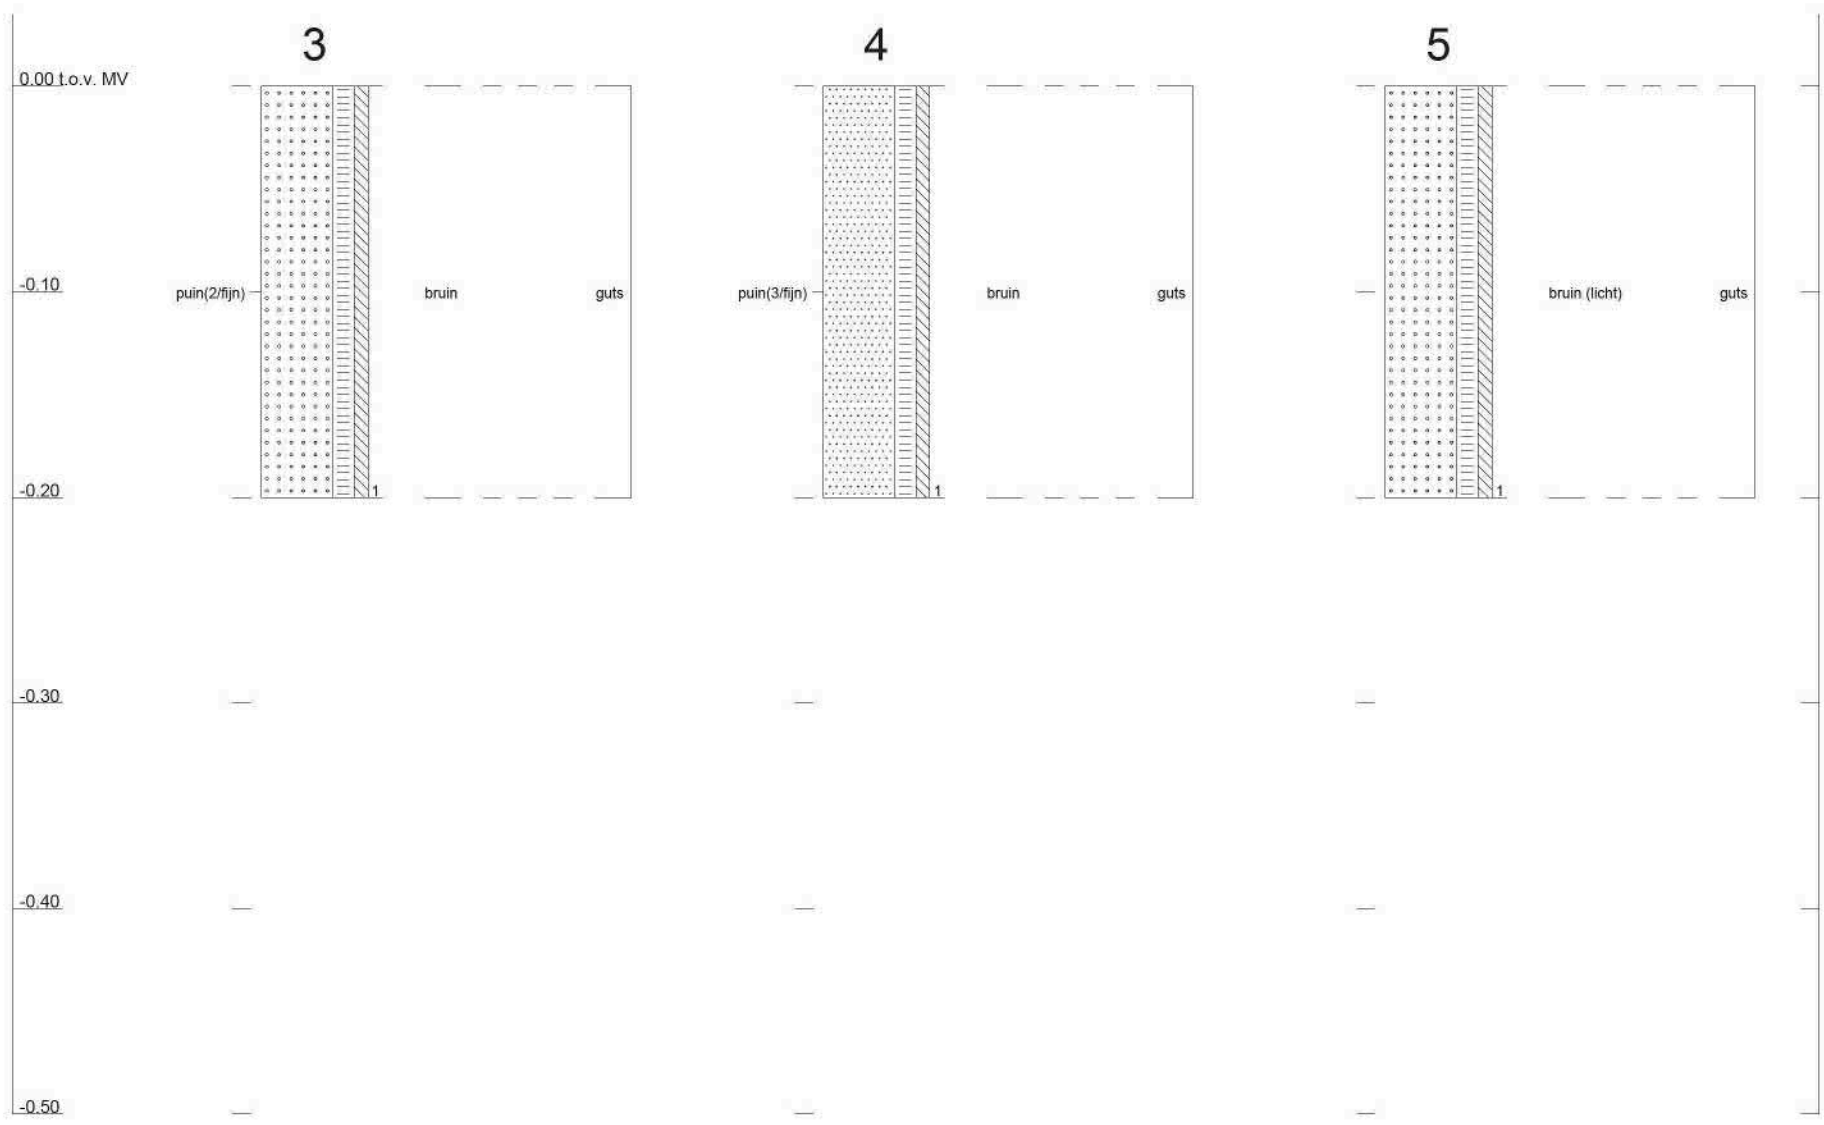 3 4 5
0.00 t.o.v. MV
-0.10 puin(2/fijn) bruin guts puin(3/fijn) bruin guts bruin (licht) guts
-0.20 1 1 1
-0.30
-0.40
-0.50